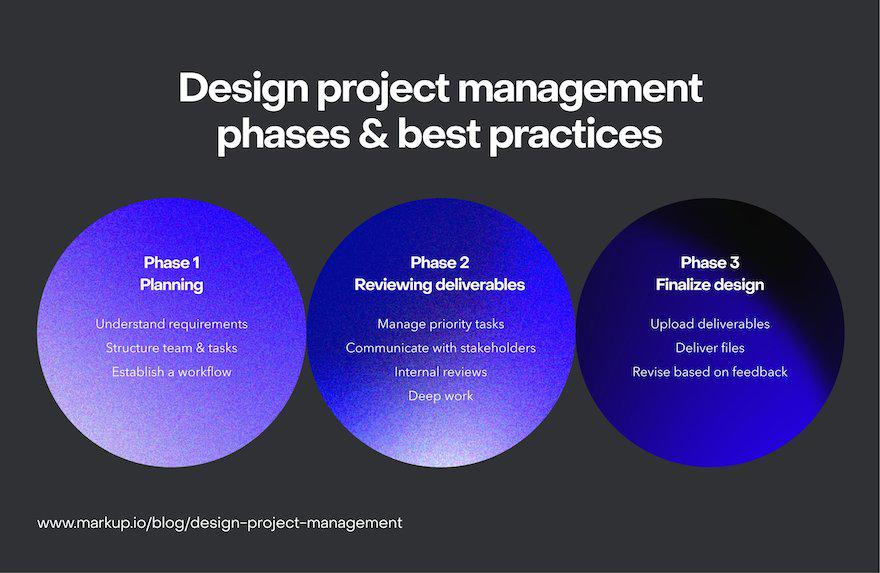 Design project management
phases & best practices
Phase 1
Planning
Understand requirements
Structure team & tasks
Establish a workflow
Phase 2
Reviewing deliverables
Manage priority tasks
Communicate with stakeholders
Internal reviews
Deep work
Phase 3
Finalize design
Upload deliverables
Deliver files
Revise based on feedback
www.markup.io/blog/design-project-management